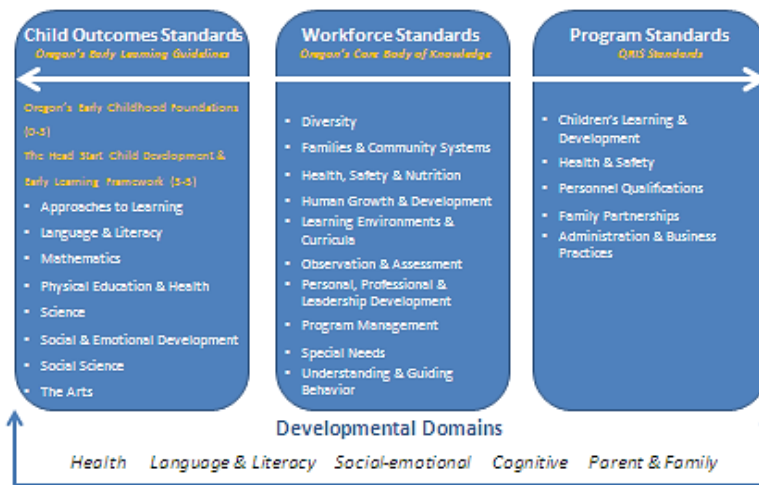 Child Outcomes Standards
Oregon's Early Learning Guidelines
Oregon's Early Childhood Foundations
(0-3)
The Head Start Child Development &
Early Learning Framework (3-5)
• Approaches to Learning
• Language & Literacy
• Mathematics
• Physical Education & Health
• Science
• Social & Emotional Development
• Social Science
• The Arts
Workforce Standards
Oregon's Core Body of Knowledge
• Diversity
• Families & Community Systems
• Health, Safety & Nutrition
• Human Growth & Development
• Learning Environments &
Curricula
• Observation & Assessment
• Personal, Professional &
Leadership Development
• Program Management
• Special Needs
• Understanding & Guiding
Behavior
Program Standards
QRIS Standards
• Children's Learning &
Development
• Health & Safety
• Personnel Qualifications
• Family Partnerships
• Administration & Business
Practices
Developmental Domains
Health Language & Literacy Social-emotional Cognitive Parent & Family